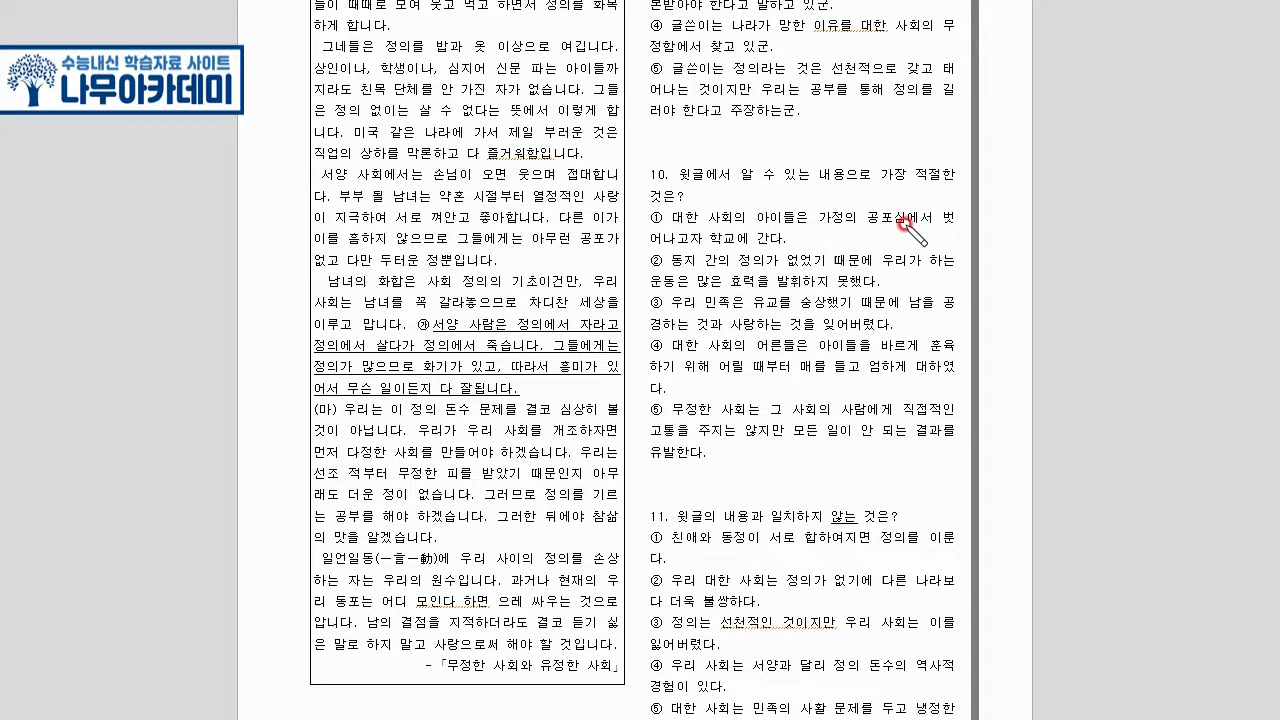 수능내신 학습자료 사이트
나무아카데미
들이 때때로 모여 웃고 먹고 하면서 정의를 화목
하게 합니다.
그네들은 정의를 밥과 옷 이상으로 여깁니다.
상인이나, 학생이나, 심지어 신문 파는 아이들까
지라도 친목 단체를 안 가진 자가 없습니다. 그들
은 정의 없이는 살 수 없다는 뜻에서 이렇게 합
니다. 미국 같은 나라에 가서 제일 부러운 것은
직업의 상하를 막론하고 다 즐거워함입니다.
서양 사회에서는 손님이 오면 웃으며 접대합니
다. 부부 될 남녀는 약혼 시절부터 열정적인 사랑
이 지극하여 서로 껴안고 좋아합니다. 다른 이가
이를 흠하지 않으므로 그들에게는 아무런 공포가
없고 다만 두터운 정뿐입니다.
남녀의 화합은 사회 정의의 기초이건만, 우리
사회는 남녀를 꼭 갈라놓으므로 차디찬 세상을
이루고 맙니다. ㉮서양 사람은 정의에서 자라고
정의에서 살다가 정의에서 죽습니다. 그들에게는
정의가 많으므로 화기가 있고, 따라서 흥미가 있
어서 무슨 일이든지 다 잘됩니다.
(마) 우리는 이 정의 돈수 문제를 결코 심상히 볼
것이 아닙니다. 우리가 우리 사회를 개조하자면
먼저 다정한 사회를 만들어야 하겠습니다. 우리는
선조 적부터 무정한 피를 받았기 때문인지 아무
래도 더운 정이 없습니다. 그러므로 정의를 기르
는 공부를 해야 하겠습니다. 그러한 뒤에야 참삶
의 맛을 알겠습니다.
일언일동(一言一動)에 우리 사이의 정의를 손상
하는 자는 우리의 원수입니다. 과거나 현재의 우
리 동포는 어디 모인다 하면 으레 싸우는 것으로
압니다. 남의 결점을 지적하더라도 결코 듣기 싫
은 말로 하지 말고 사랑으로써 해야 할 것입니다.
-「무정한 사회와 유정한 사회」
본받아야 한다고 말하고 있군.
④ 글쓴이는 나라가 망한 이유를 대한 사회의 무
정함에서 찾고 있군.
⑤ 글쓴이는 정의라는 것은 선천적으로 갖고 태
어나는 것이지만 우리는 공부를 통해 정의를 길
러야 한다고 주장하는군.
10. 윗글에서 알 수 있는 내용으로 가장 적절한
것은?
① 대한 사회의 아이들은 가정의 공포심에서 벗
어나고자 학교에 간다.
② 동지 간의 정의가 없었기 때문에 우리가 하는
운동은 많은 효력을 발휘하지 못했다.
③ 우리 민족은 유교를 숭상했기 때문에 남을 공
경하는 것과 사랑하는 것을 잊어버렸다.
④ 대한 사회의 어른들은 아이들을 바르게 훈육
하기 위해 어릴 때부터 매를 들고 엄하게 대하였
다.
⑤ 무정한 사회는 그 사회의 사람에게 직접적인
고통을 주지는 않지만 모든 일이 안 되는 결과를
유발한다.
11. 윗글의 내용과 일치하지 않는 것은?
① 친애와 동정이 서로 합하여지면 정의를 이룬
다.
② 우리 대한 사회는 정의가 없기에 다른 나라보
다 더욱 불쌍하다.
③ 정의는 선천적인 것이지만 우리 사회는 이를
잃어버렸다.
④ 우리 사회는 서양과 달리 정의 돈수의 역사적
경험이 있다.
⑤ 대한 사회는 민족의 사활 문제를 두고 냉정한